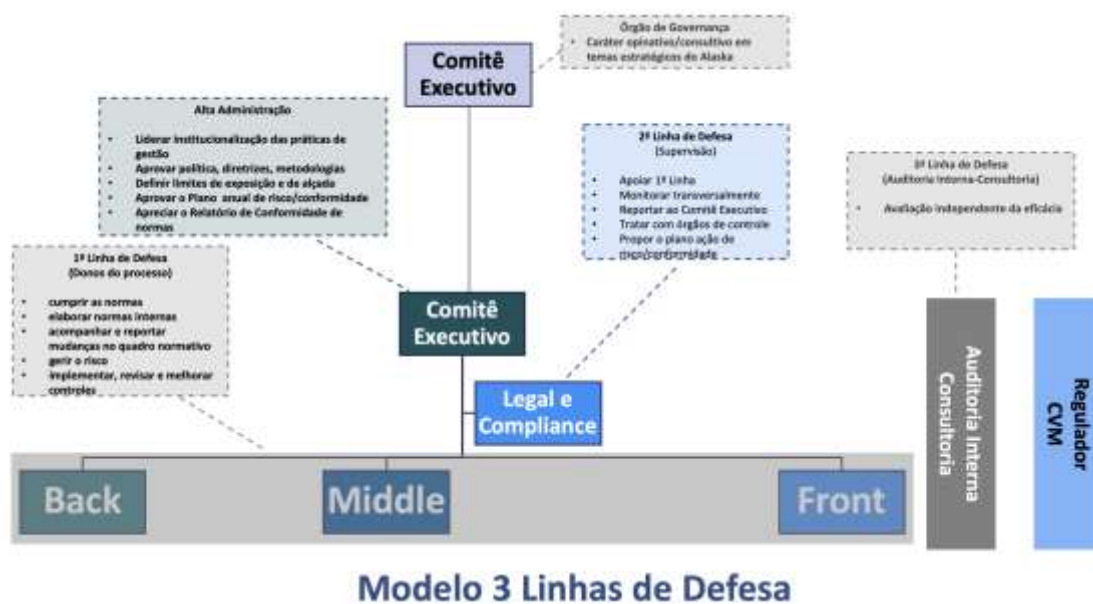 Órgão de Governança
• Caráter opinativo/consultivo em
temas estratégicos do Alaska
Comitê
Executivo
Alta Administração
• Liderar institucionalização das práticas de
gestão
• Aprovar política, diretrizes, metodologias
• Definir limites de exposição e de alçada
• Aprovar o Plano anual de risco/conformidade
• Apreciar o Relatório de Conformidade de
normas
2ª Linha de Defesa
(Supervisão)
• Apoiar 1ª Linha
• Monitorar transversalmente
• Reportar ao Comitê Executivo
• Tratar com órgãos de controle
• Propor o plano ação de
risco/conformidade
3ª Linha de Defesa
(Auditoria Interna-Consultoria)
• Avaliação independente da eficácia
1ª Linha de Defesa
(Donos do processo)
• cumprir as normas
• elaborar normas internas
• acompanhar e reportar
mudanças no quadro normativo
• gerir o risco
• implementar, revisar e melhorar
controles
Comitê
Executivo
Legal e
Compliance
Back
Middle
Front
Auditoria Interna
Consultoria
Regulador
CVM
Modelo 3 Linhas de Defesa